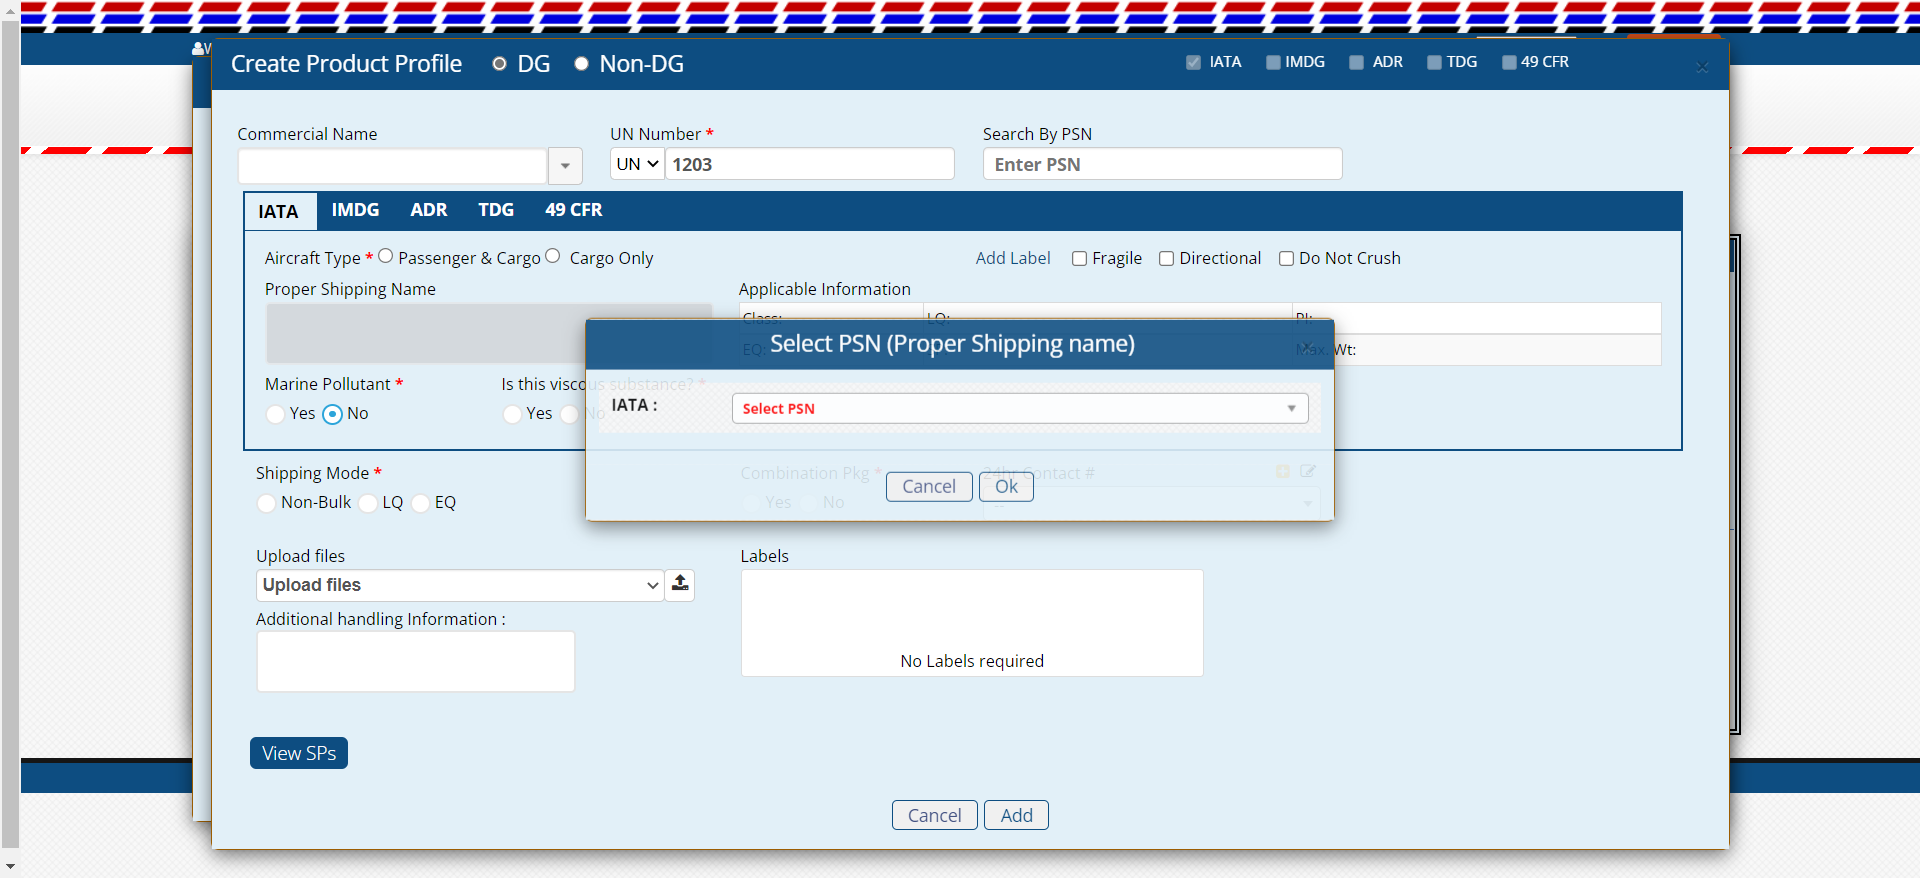 W
Create Product Profile DG Non-DG IATA IMDG ADR TDG 49 CFR
Commercial Name UN Number * Search By PSN
UN 1203 Enter PSN
IATA IMDG ADR TDG 49 CFR
Aircraft Type * Passenger & Cargo Cargo Only Add Label Fragile Directional Do Not Crush
Proper Shipping Name Applicable Information
Class: LQ: PI:
EQ: Max. Wt:
Select PSN (Proper Shipping name)
Marine Pollutant * Is this viscous substance? *
Yes No Yes No
IATA : Select PSN
Shipping Mode * Combination Pkg * 24hr Contact #
Non-Bulk LQ EQ Yes No --
Cancel Ok
Upload files Labels
Upload files
Additional handling Information :
No Labels required
View SPs
Cancel Add